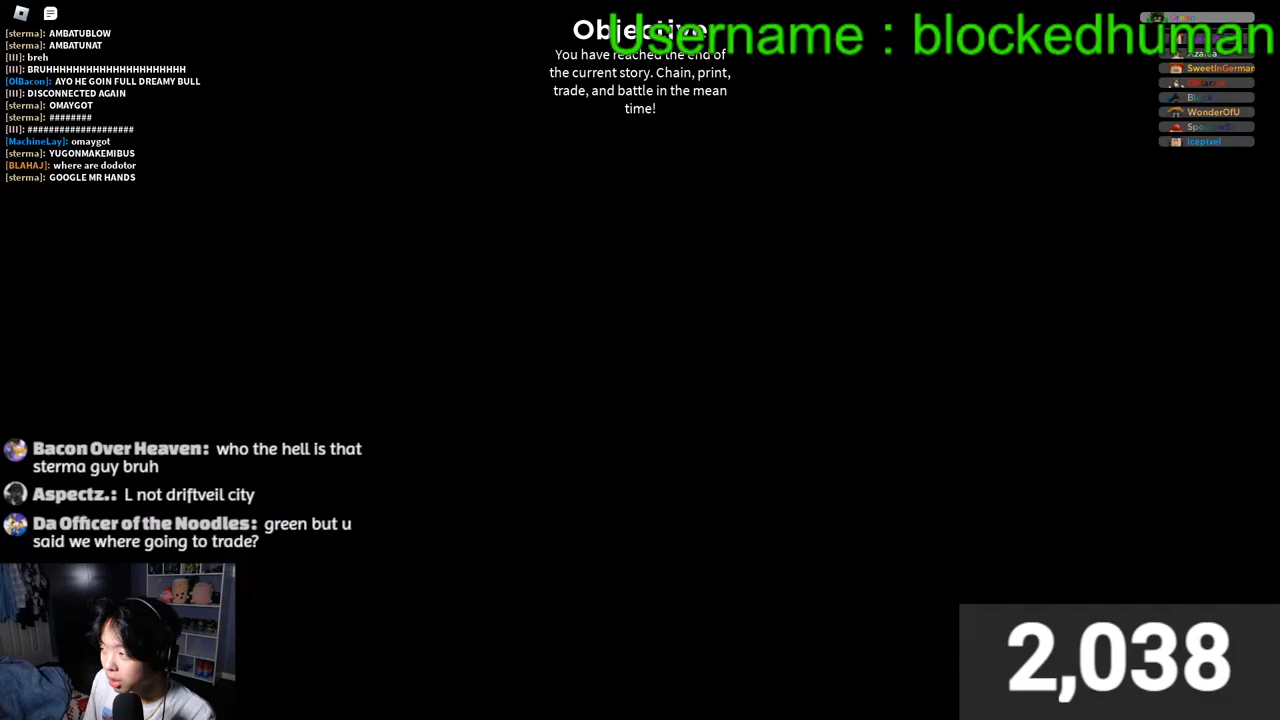 [sterma]: AMBATUBLOW
[sterma]: AMBATUNAT
[III]: breh
[III]: BRUHHHHHHHHHHHHHHHHHHHH
[OlBacon]: AYO HE GOIN FULL DREAMY BULL
[III]: DISCONNECTED AGAIN
[sterma]: OMAYGOT
[sterma]: ########
[III]: ####################
[MachineLay]: omaygot
[sterma]: YUGONMAKEMIBUS
[BLAHAJ]: where are dodotor
[sterma]: GOOGLE MR HANDS
Objective
You have reached the end of
the current story. Chain, print,
trade, and battle in the mean
time!
Username : blockedhuman
Azalea
SweetInGerman
WonderOfU
icepixel
Bacon Over Heaven: who the hell is that
sterma guy bruh
Aspectz.: L not driftveil city
Da Officer of the Noodles: green but u
said we where going to trade?
2,038